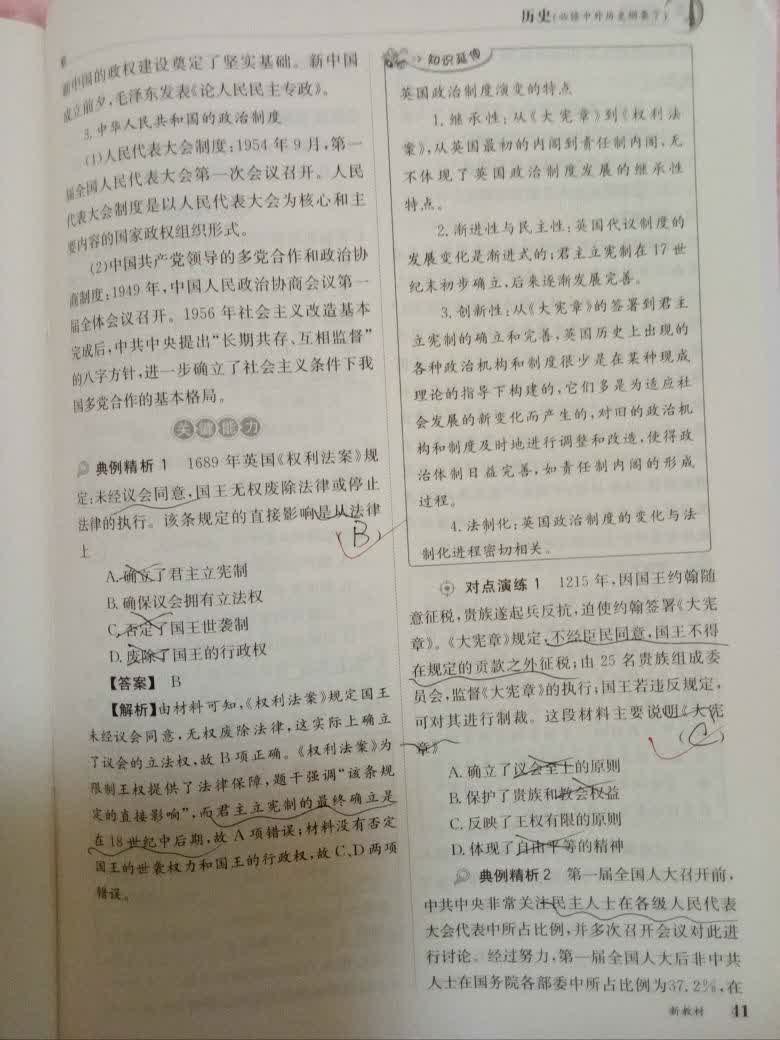 历史(必修中外历史纲要下)
新中国的政权建设奠定了坚实基础。新中国
成立前夕,毛泽东发表《论人民民主专政》。
3.中华人民共和国的政治制度
(1)人民代表大会制度:1954年9月,第一
届全国人民代表大会第一次会议召开。人民
代表大会制度是以人民代表大会为核心和主
要内容的国家政权组织形式。
(2)中国共产党领导的多党合作和政治协
商制度:1949年,中国人民政治协商会议第一
届全体会议召开。1956年社会主义改造基本
完成后,中共中央提出“长期共存、互相监督”
的八字方针,进一步确立了社会主义条件下我
国多党合作的基本格局。
关键能力
典例精析1 1689年英国《权利法案》规
定:未经议会同意,国王无权废除法律或停止
法律的执行。该条规定的直接影响是从法律
上
B
A.确立了君主立宪制
B.确保议会拥有立法权
C.否定了国王世袭制
D.废除了国王的行政权
【答案】 B
【解析】由材料可知,《权利法案》规定国王
未经议会同意,无权废除法律,这实际上确立
了议会的立法权,故B项正确。《权利法案》为
限制王权提供了法律保障,题干强调“该条规
定的直接影响”,而君主立宪制的最终确立是
在18世纪中后期,故A项错误;材料没有否定
国王的世袭权力和国王的行政权,故C、D两项
错误。
知识延伸
英国政治制度演变的特点
1.继承性:从《大宪章》到《权利法
案》,从英国最初的内阁到责任制内阁,无
不体现了英国政治制度发展的继承性
特点。
2.渐进性与民主性:英国代议制度的
发展变化是渐进式的;君主立宪制在17世
纪末初步确立,后来逐渐发展完善。
3.创新性:从《大宪章》的签署到君主
立宪制的确立和完善,英国历史上出现的
各种政治机构和制度很少是在某种现成
理论的指导下构建的,它们多是为适应社
会发展的新变化而产生的,对旧的政治机
构和制度及时地进行调整和改造,使得政
治体制日益完善,如责任制内阁的形成
过程。
4.法制化:英国政治制度的变化与法
制化进程密切相关。
对点演练1 1215年,因国王约翰随
意征税,贵族遂起兵反抗,迫使约翰签署《大宪
章》。《大宪章》规定,不经臣民同意,国王不得
在规定的贡款之外征税;由25名贵族组成委
员会,监督《大宪章》的执行;国王若违反规定,
可对其进行制裁。这段材料主要说明《大宪
章》
(C)
A.确立了议会至上的原则
B.保护了贵族和教会权益
C.反映了王权有限的原则
D.体现了自由平等的精神
典例精析2 第一届全国人大召开前,
中共中央非常关注民主人士在各级人民代表
大会代表中所占比例,并多次召开会议对此进
行讨论。经过努力,第一届全国人大后非中共
人士在国务院各部委中所占比例为37.2%,在
新教材 41